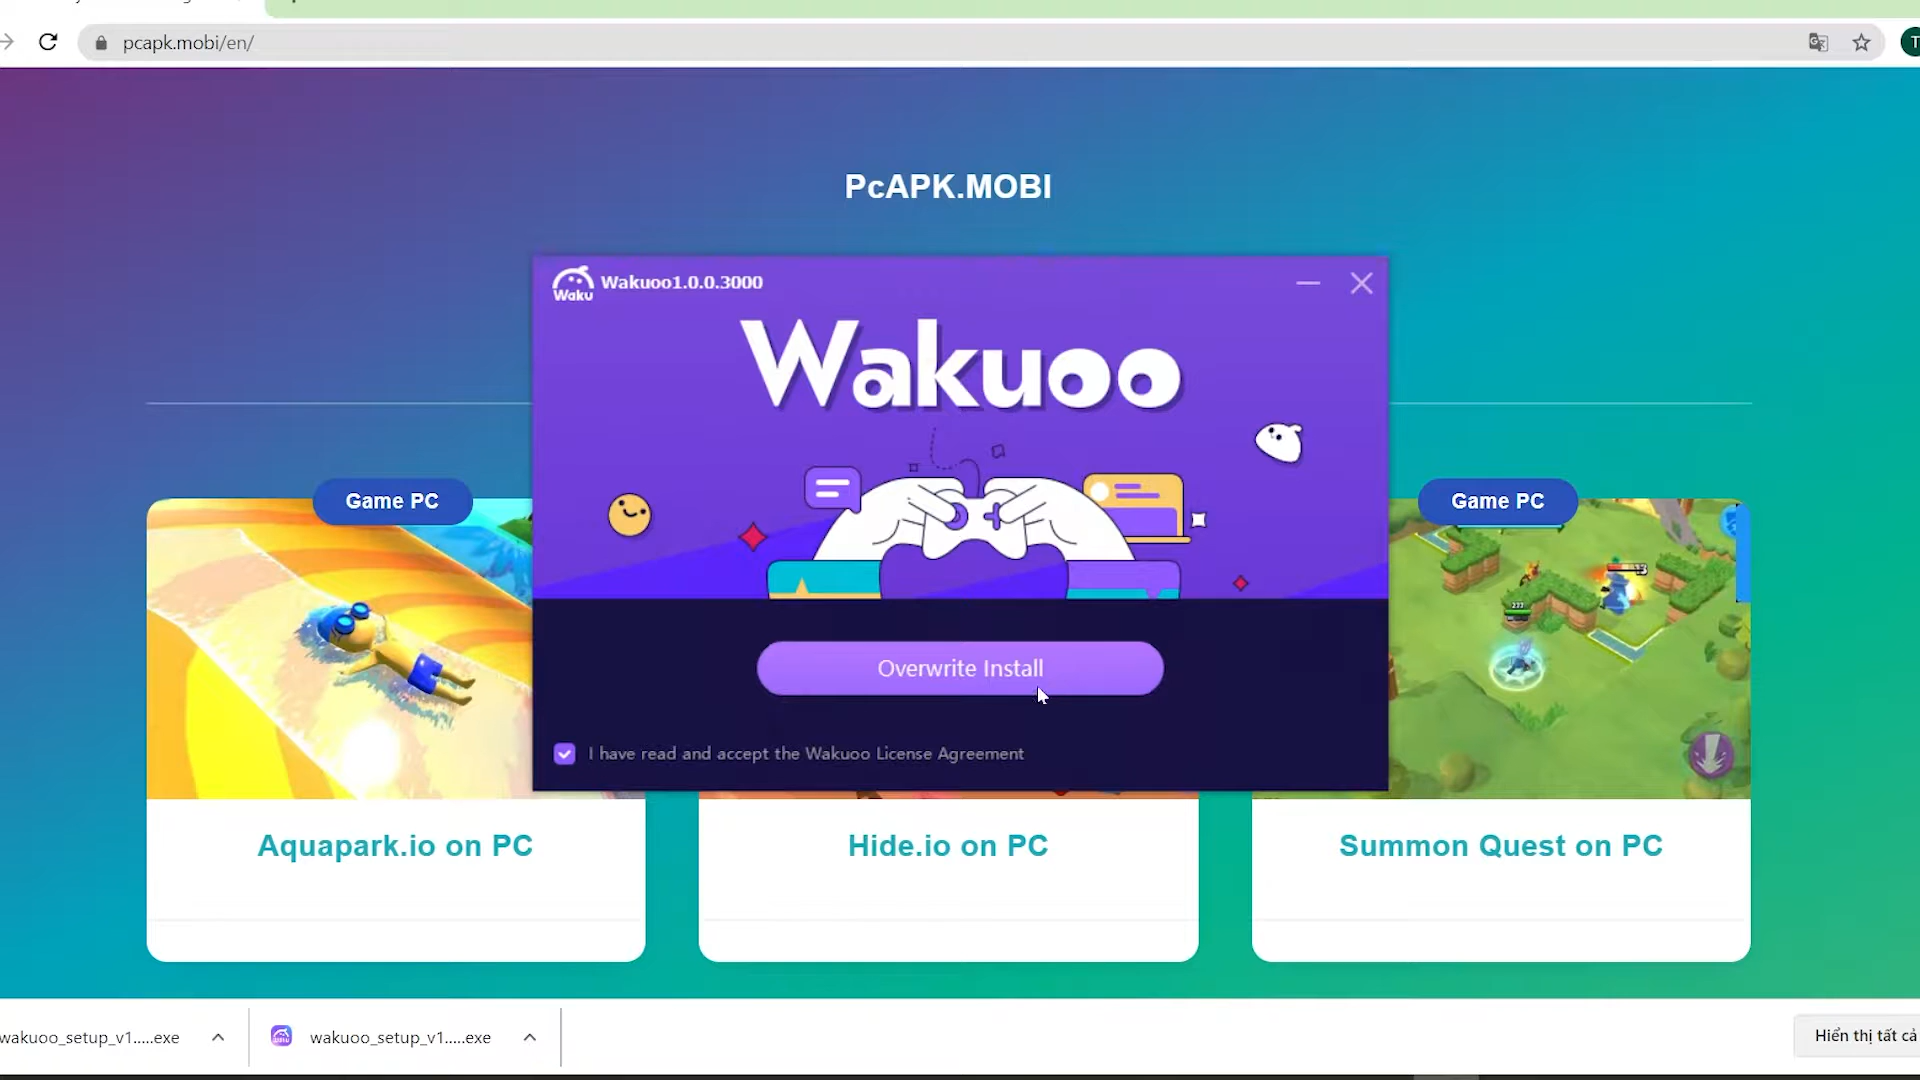 pcapk.mobi/en/
T
PcAPK.MOBI
Waku
Wakuoo1.0.0.3000
Wakuoo
Game PC
Game PC
277
Overwrite Install
I have read and accept the Wakuoo License Agreement
Aquapark.io on PC
Hide.io on PC
Summon Quest on PC
wakuoo_setup_v1.....exe
wakuoo_setup_v1.....exe
Hiển thị tất cả